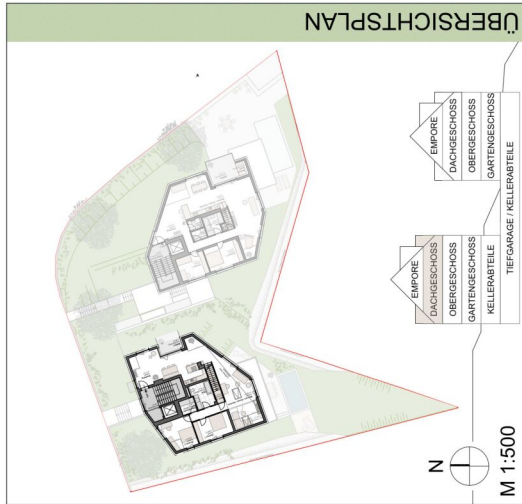 ÜBERSICHTSPLAN
EMPORE
DACHGESCHOSS
OBERGESCHOSS
GARTENGESCHOSS
EMPORE
DACHGESCHOSS
OBERGESCHOSS
GARTENGESCHOSS
KELLERABTEILE
TIEFGARAGE / KELLERABTEILE
N
M 1:500